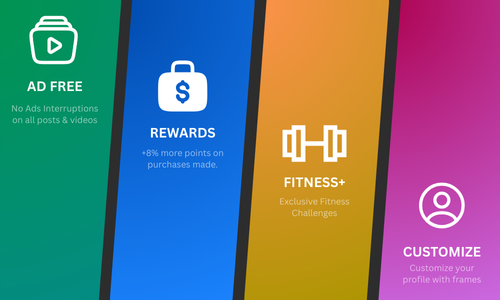 AD FREE
No Ads Interruptions
on all posts & videos
$
REWARDS
+8% more points on
purchases made.
FITNESS+
Exclusive Fitness
Challenges
CUSTOMIZE
Customize your
profile with frames